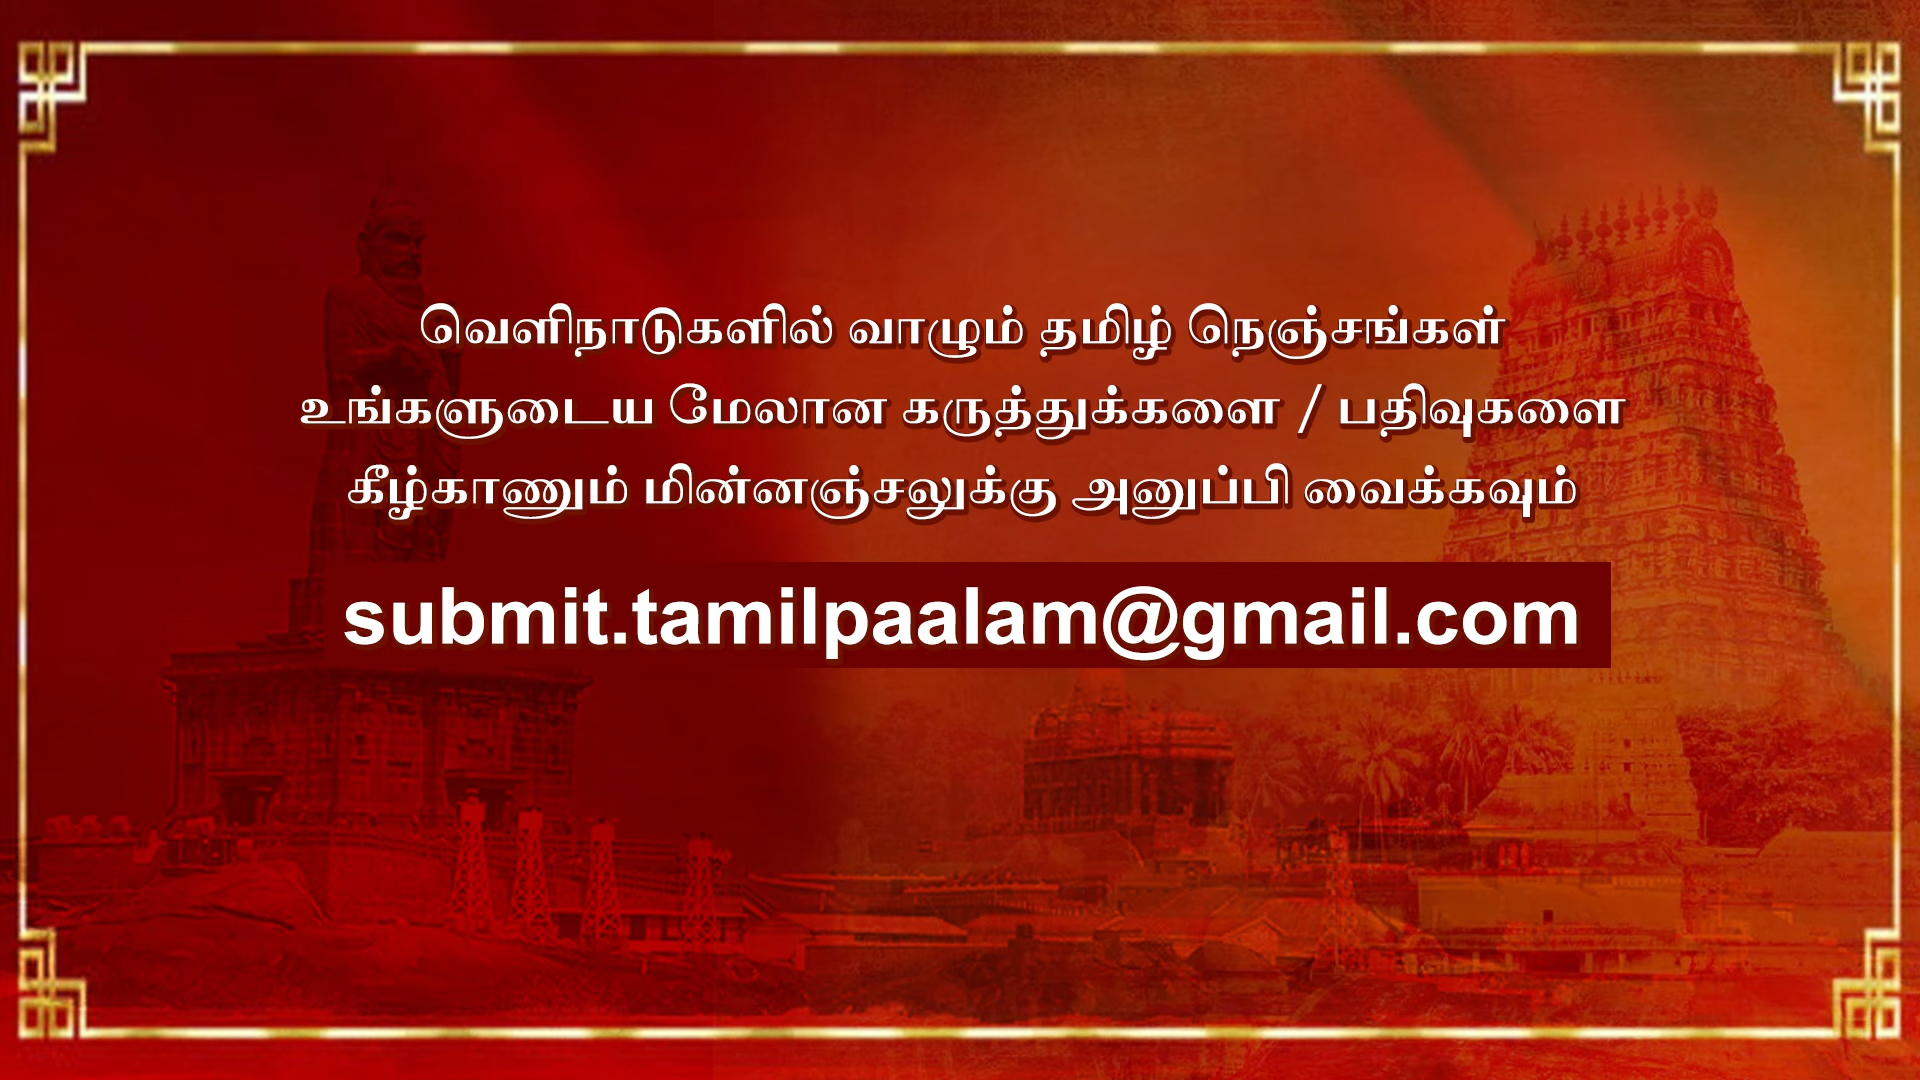 வெளிநாடுகளில் வாழும் தமிழ் நெஞ்சங்கள்
உங்களுடைய மேலான கருத்துக்களை / பதிவுகளை
கீழ்காணும் மின்னஞ்சலுக்கு அனுப்பி வைக்கவும்
submit.tamilpaalam@gmail.com